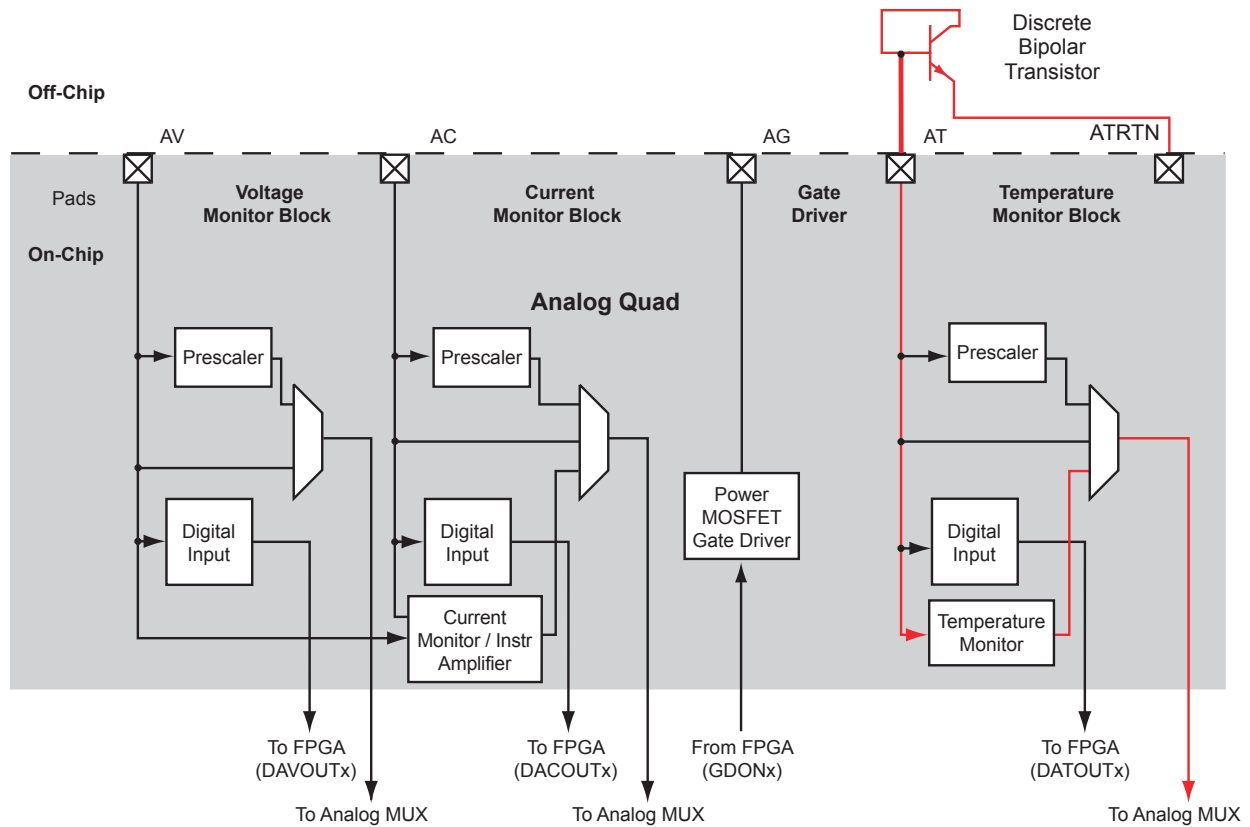 Discrete
Bipolar
Transistor
Off-Chip
AV
AC
AG
AT
ATRTN
Pads
Voltage
Monitor Block
Current
Monitor Block
Gate
Driver
Temperature
Monitor Block
On-Chip
Analog Quad
Prescaler
Prescaler
Prescaler
Digital
Input
Digital
Input
Power
MOSFET
Gate Driver
Digital
Input
Current
Monitor / Instr
Amplifier
Temperature
Monitor
To FPGA
(DAVOUTx)
To FPGA
(DACOUTx)
From FPGA
(GDONx)
To FPGA
(DATOUTx)
To Analog MUX
To Analog MUX
To Analog MUX